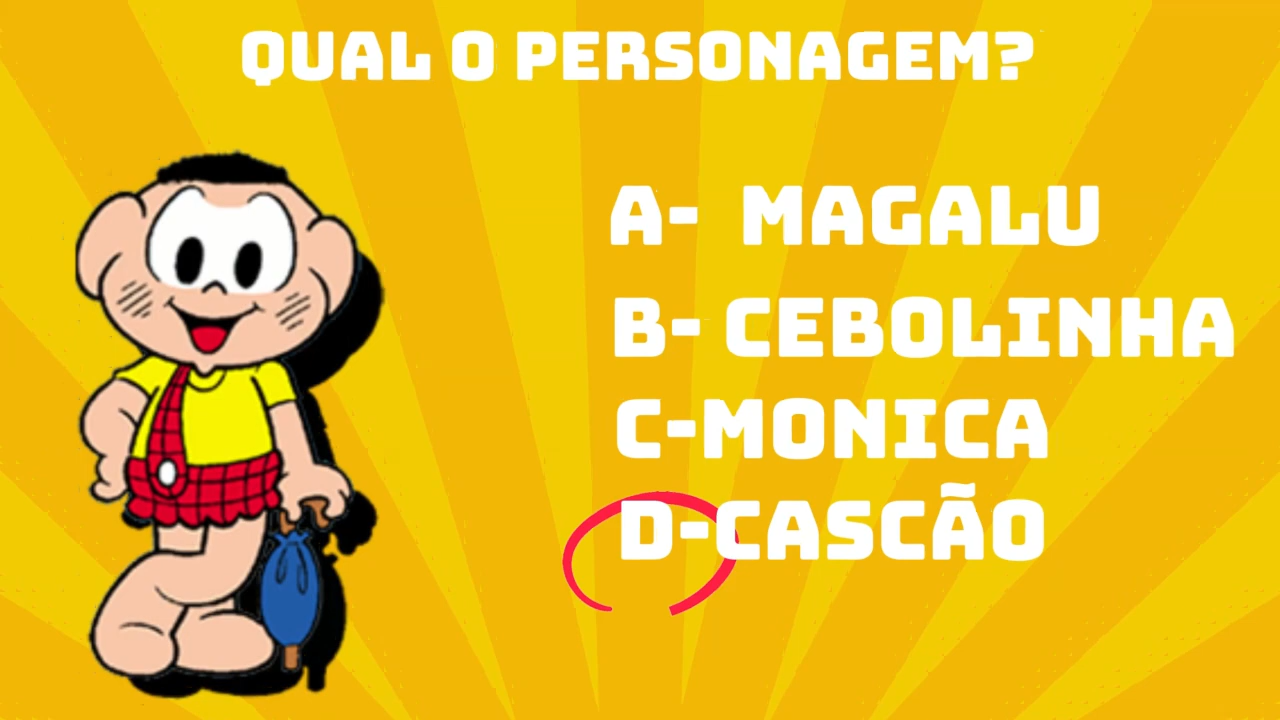 QUAL O PERSONAGEM?
A- MAGALU
B- CEBOLINHA
C-MONICA
D-CASCÃO